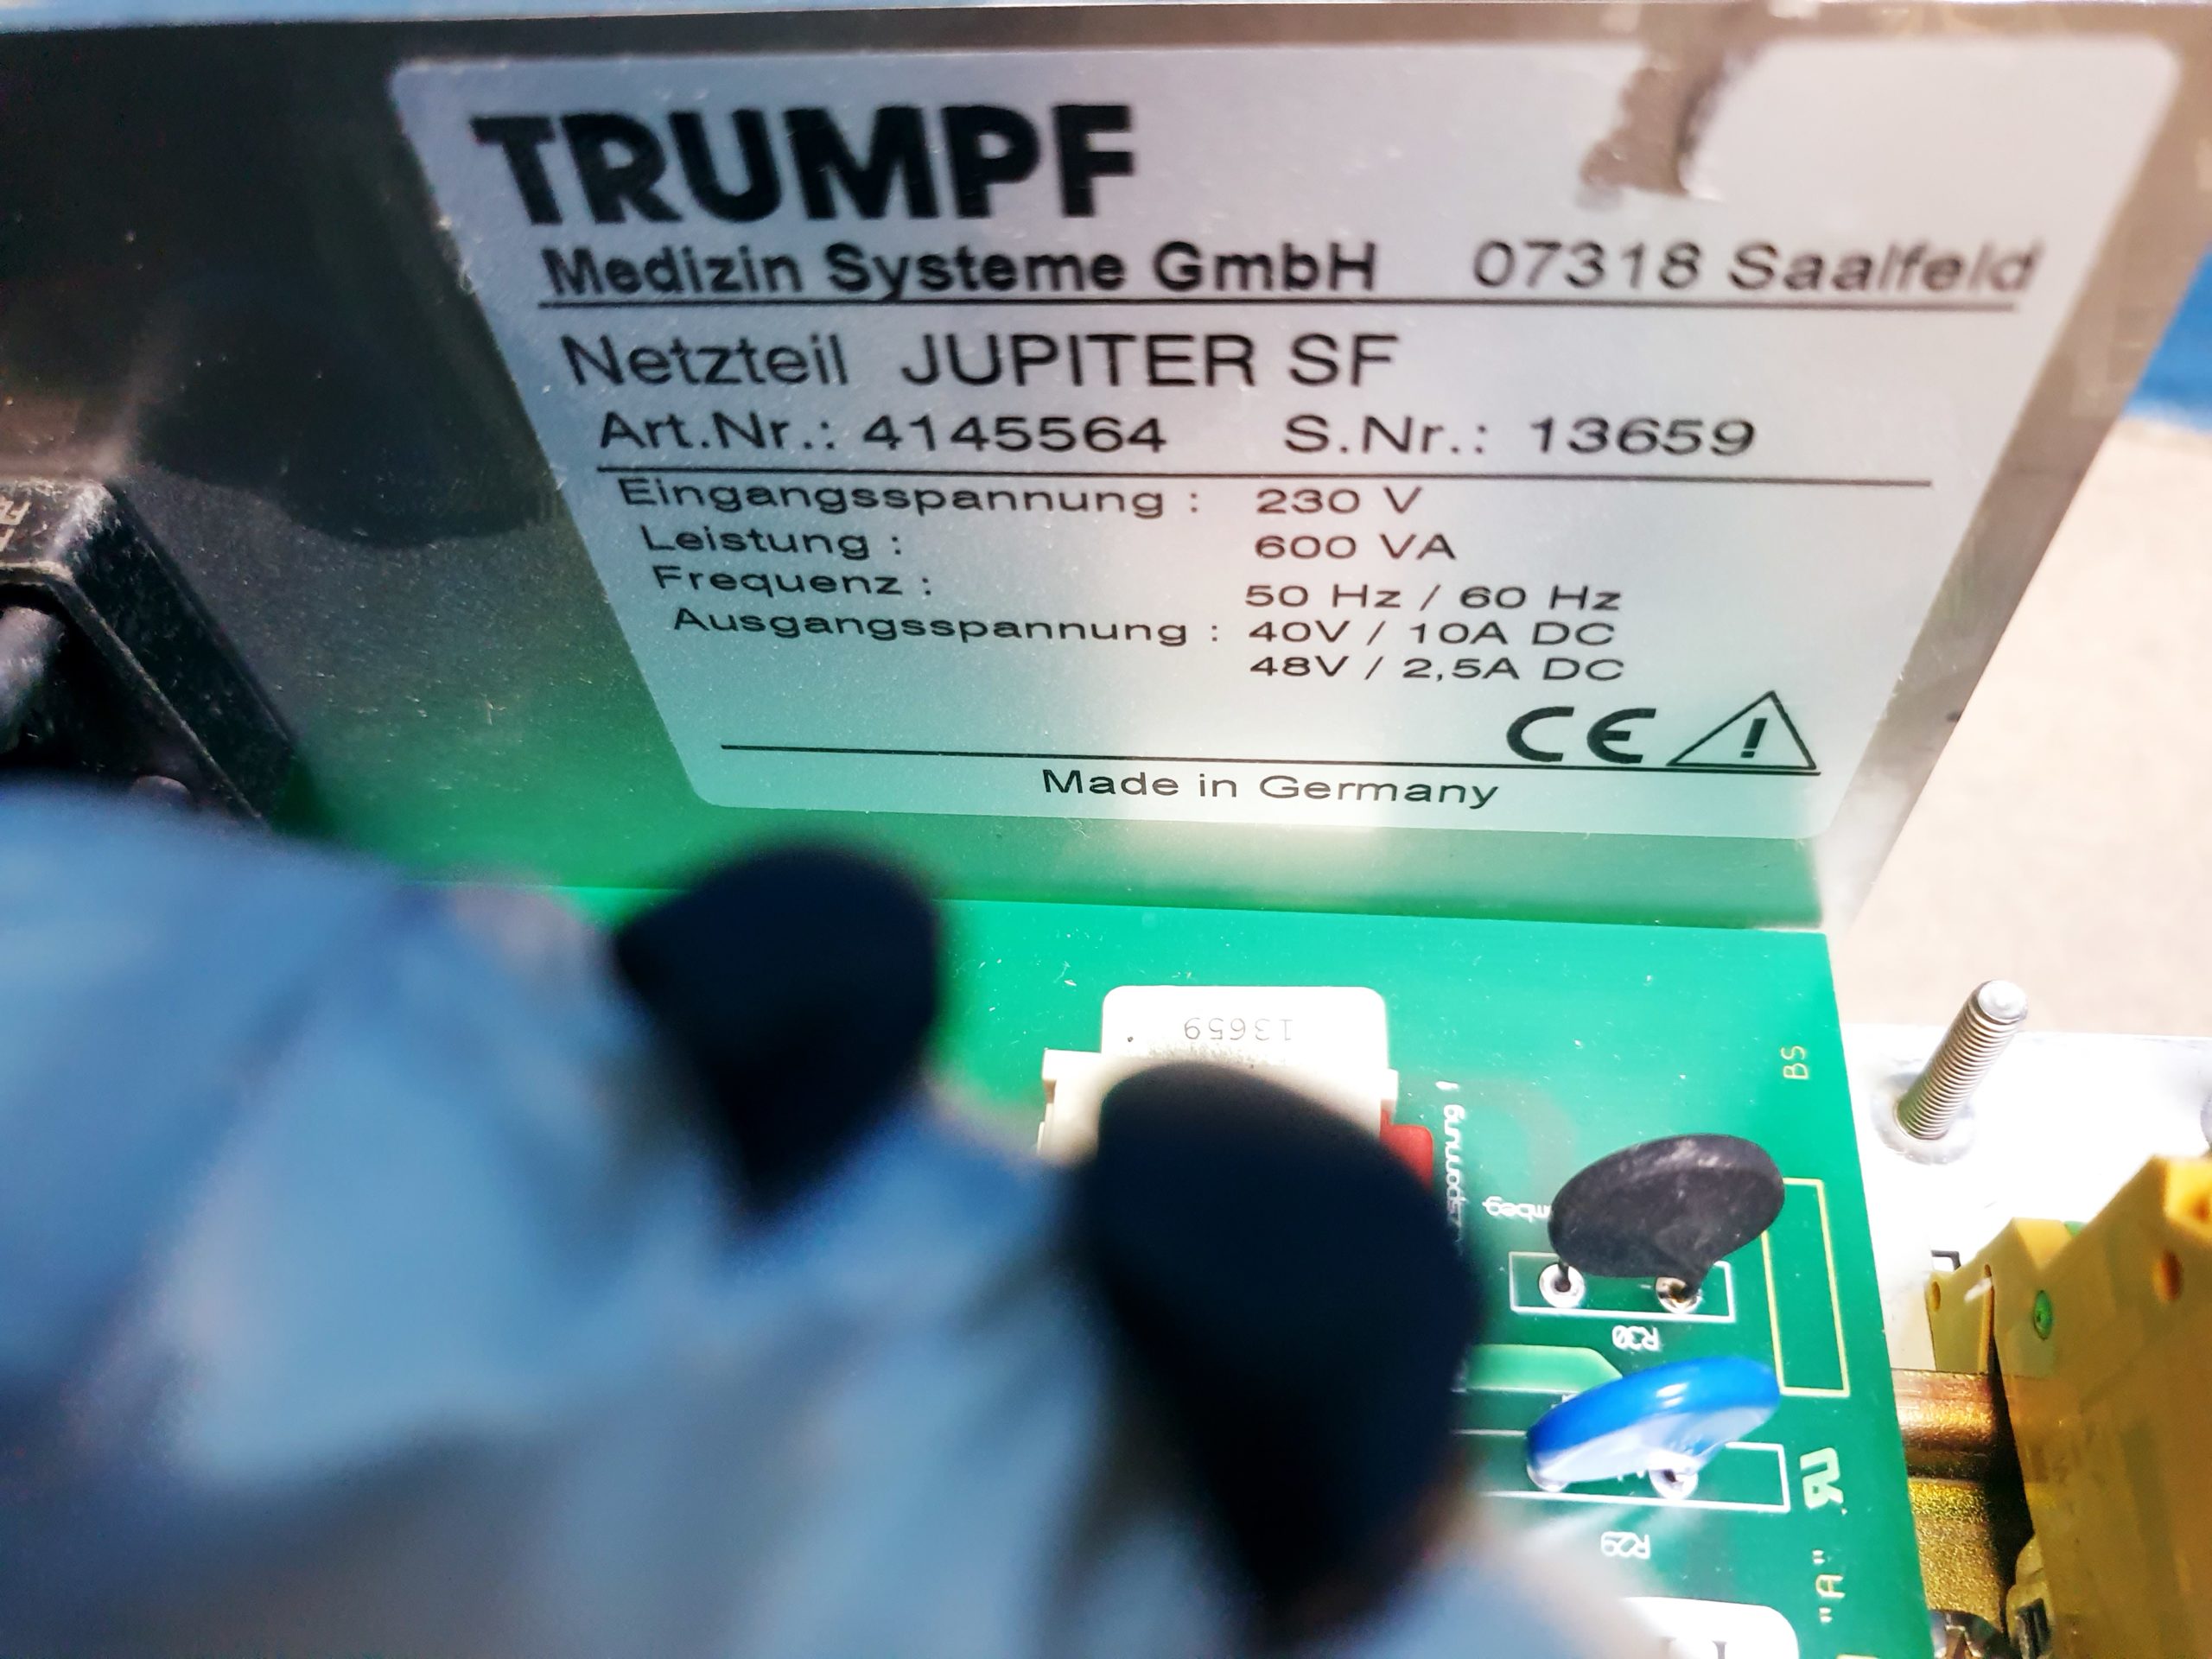 TRUMPF
Medizin Systeme GmbH 07318 Saalfeld
Netzteil JUPITER SF
Art.Nr.: 4145564 S.Nr.: 13659
Eingangsspannung : 230 V
Leistung : 600 VA
Frequenz : 50 Hz / 60 Hz
Ausgangsspannung : 40V / 10A DC
48V / 2,5A DC
CE
Made in Germany
13659
BS
R30
R29
"A"